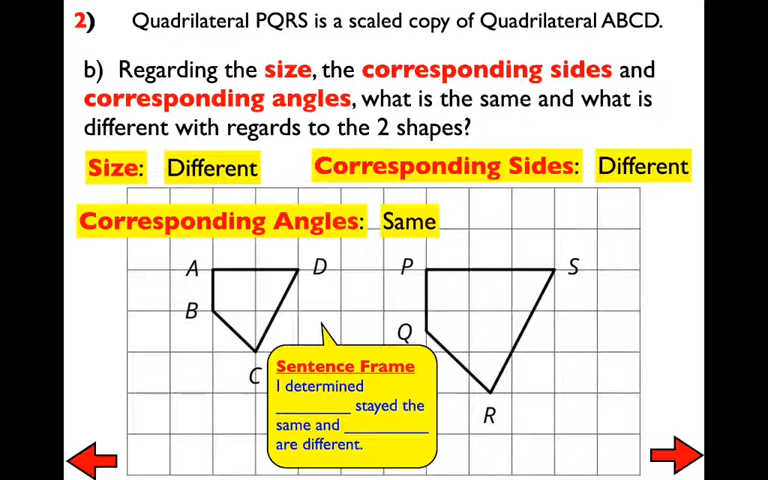 2) Quadrilateral PQRS is a scaled copy of Quadrilateral ABCD.
b) Regarding the size, the corresponding sides and
corresponding angles, what is the same and what is
different with regards to the 2 shapes?
Size: Different
Corresponding Sides: Different
Corresponding Angles: Same
A D P S
B Q
C R
Sentence Frame
I determined
________ stayed the
same and _________
are different.